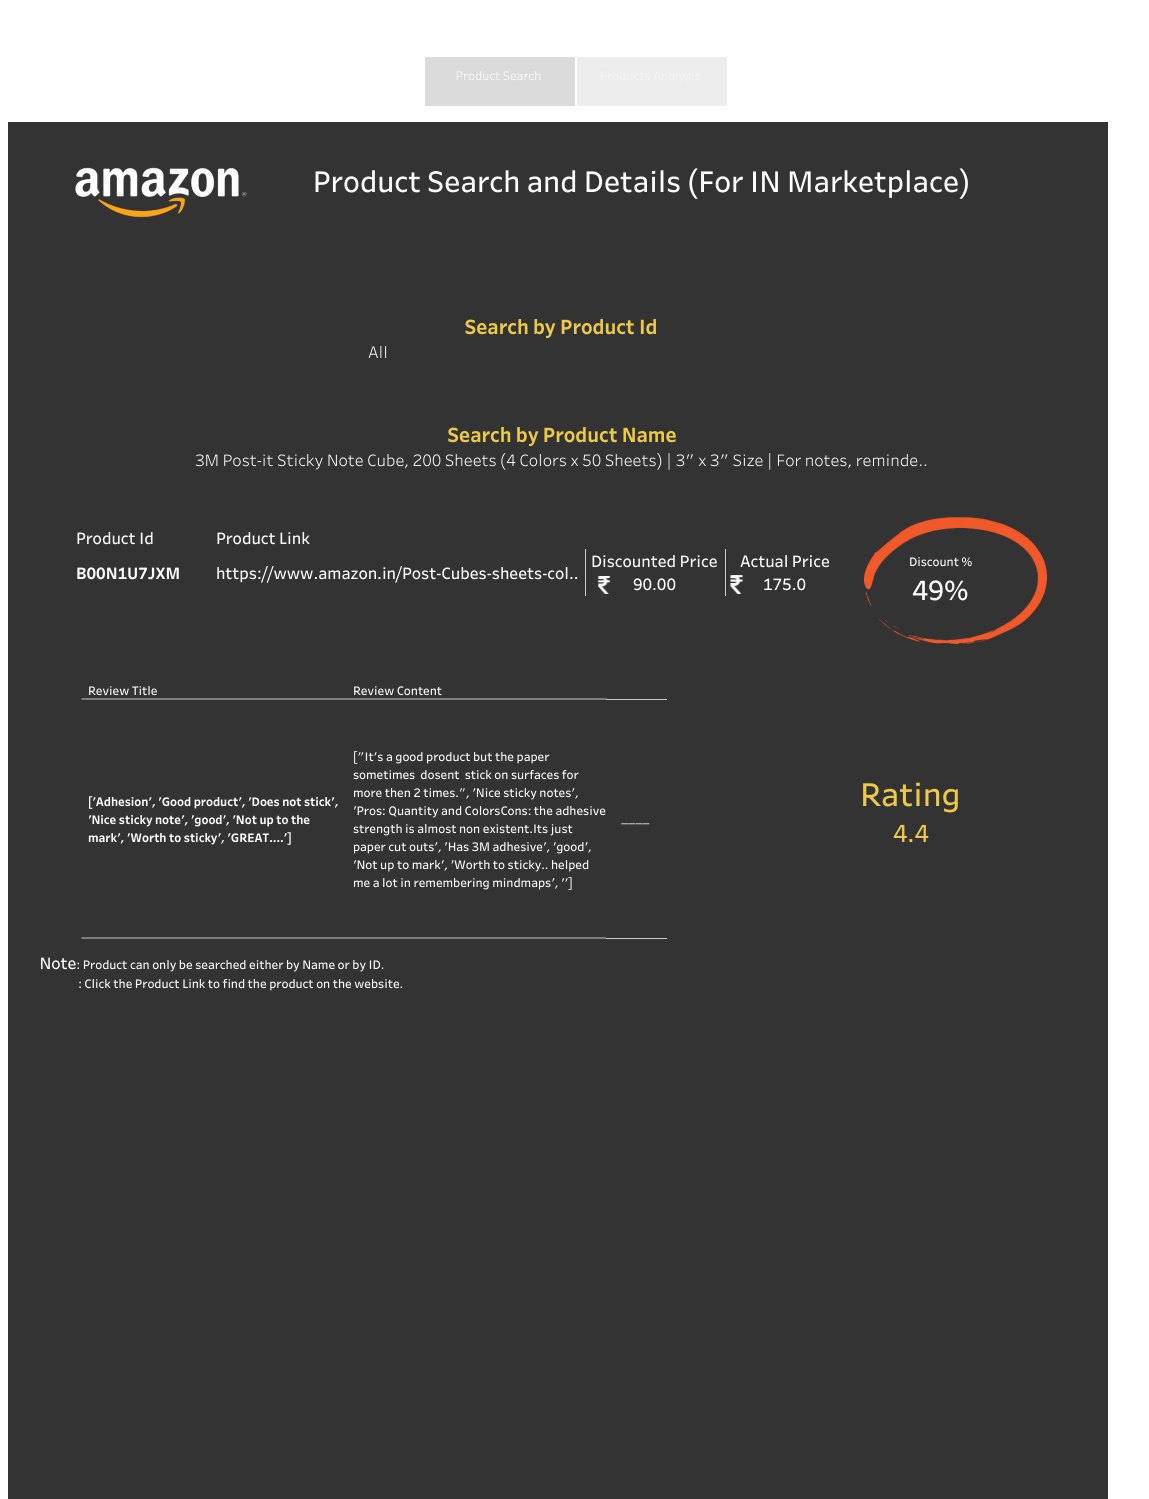 Product Search
Products Analysis
amazon
Product Search and Details (For IN Marketplace)
Search by Product Id
All
Search by Product Name
3M Post-it Sticky Note Cube, 200 Sheets (4 Colors x 50 Sheets) | 3" x 3" Size | For notes, reminde..
Product Id Product Link
Discounted Price Actual Price Discount %
B00N1U7JXM https://www.amazon.in/Post-Cubes-sheets-col..
₹ 90.00 ₹ 175.0 49%
Review Title Review Content
["It's a good product but the paper
sometimes dosent stick on surfaces for
more then 2 times.", 'Nice sticky notes',
'Pros: Quantity and ColorsCons: the adhesive
strength is almost non existent.Its just
paper cut outs', 'Has 3M adhesive', 'good',
'Not up to mark', 'Worth to sticky.. helped
me a lot in remembering mindmaps', '']
['Adhesion', 'Good product', 'Does not stick',
'Nice sticky note', 'good', 'Not up to the
mark', 'Worth to sticky', 'GREAT....']
Rating
4.4
Note: Product can only be searched either by Name or by ID.
: Click the Product Link to find the product on the website.